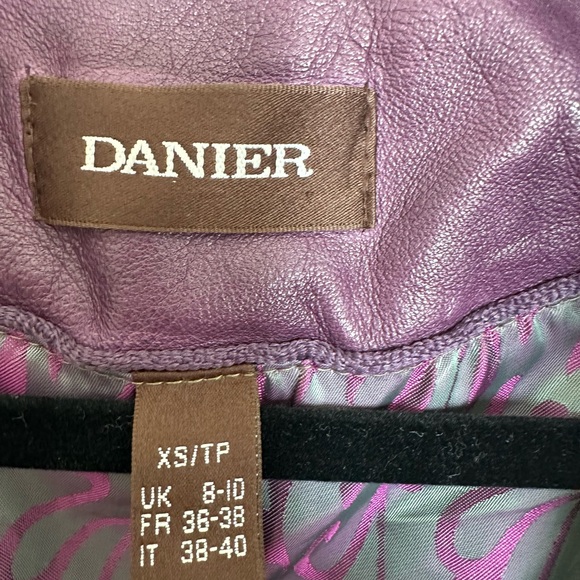 DANIER
XS/TP
UK 8-10
FR 36-38
IT 38-40